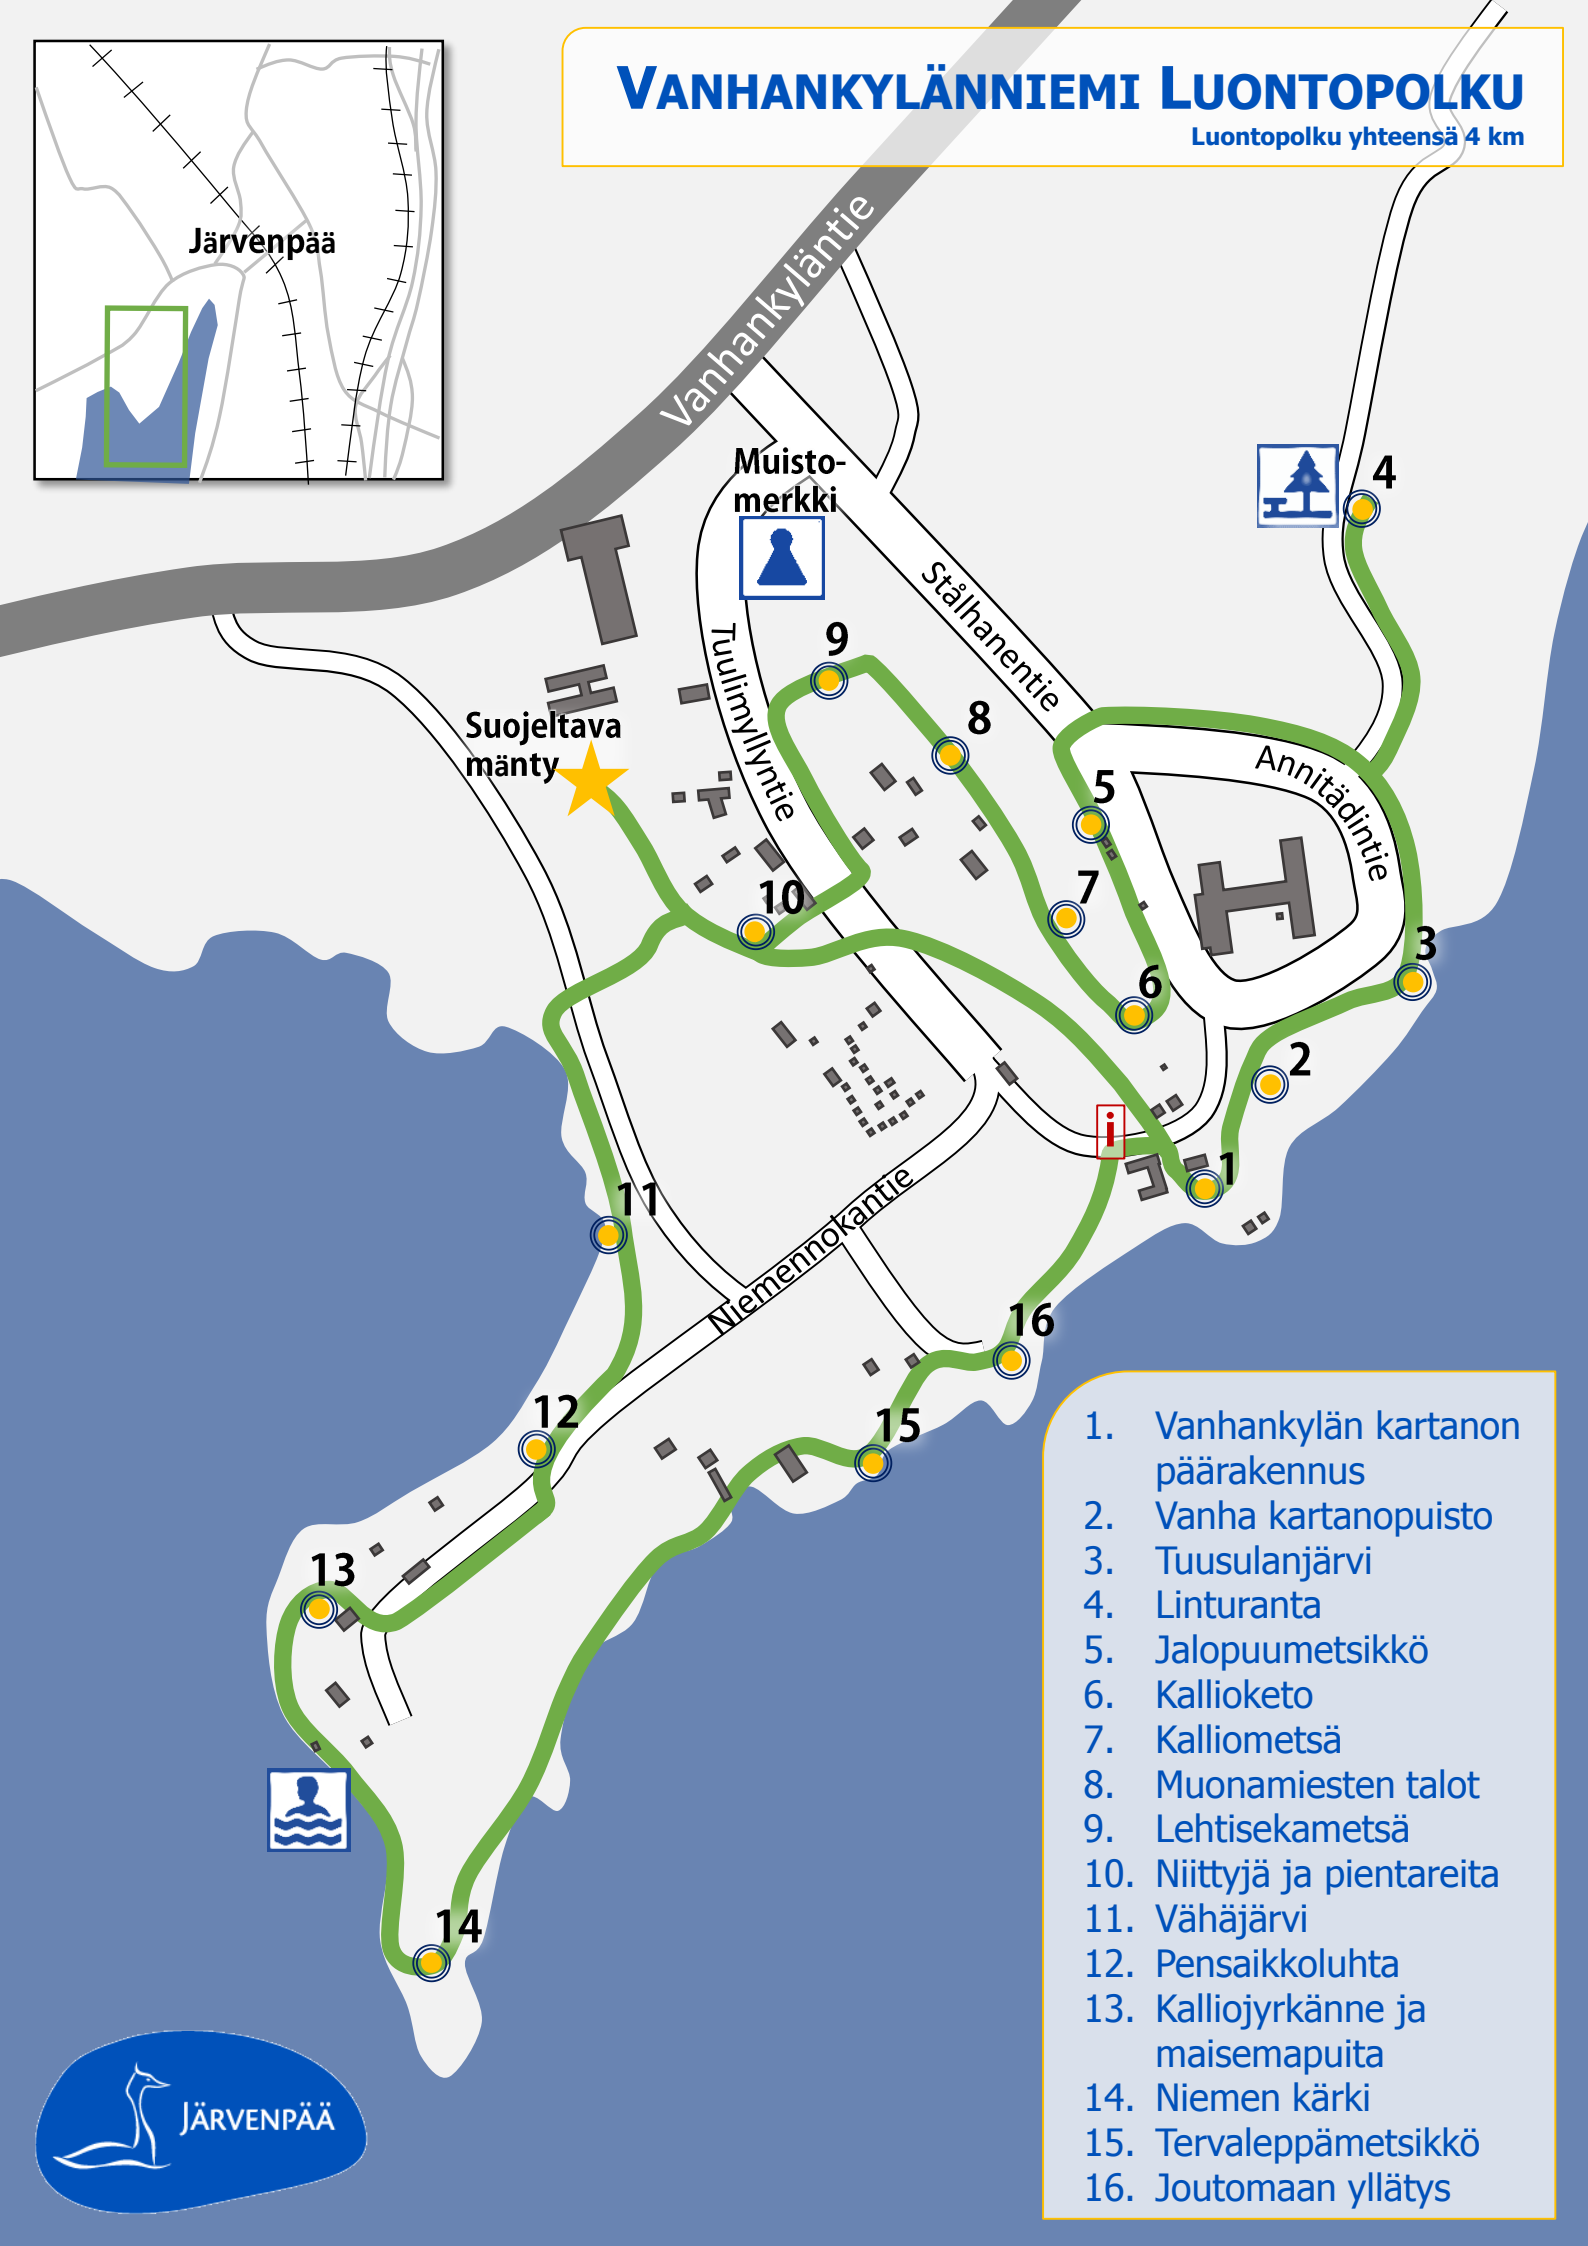 VANHANKYLÄNNIEMI LUONTOPOLKU
Luontopolku yhteensä 4 km
Järvenpää
Vanhankyläntie
Muisto-
merkki
4
Stålhanentie
9
Tuulimyllyntie
8
Suojeltava
mänty
Annitädintie
5
7
10
3
6
2
i
1
11
Niemennokantie
16
12
15
13
14
1. Vanhankylän kartanon
päärakennus
2. Vanha kartanopuisto
3. Tuusulanjärvi
4. Linturanta
5. Jalopuumetsikkö
6. Kallioketo
7. Kalliometsä
8. Muonamiesten talot
9. Lehtisekametsä
10. Niittyjä ja pientareita
11. Vähäjärvi
12. Pensaikkoluhta
13. Kalliojyrkänne ja
maisemapuita
14. Niemen kärki
15. Tervaleppämetsikkö
16. Joutomaan yllätys
JÄRVENPÄÄ